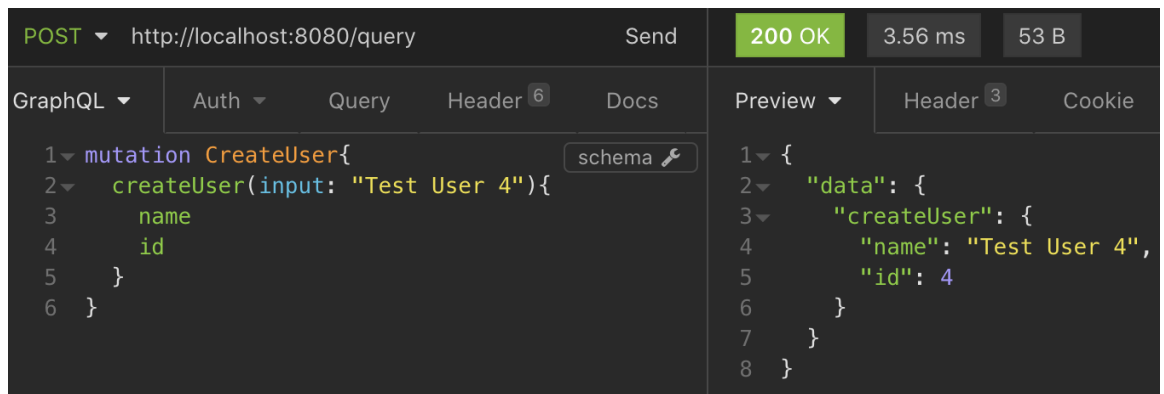 POST http://localhost:8080/query Send
200 OK 3.56 ms 53 B
GraphQL Auth Query Header 6 Docs
Preview Header 3 Cookie
schema
1 mutation CreateUser{
2 createUser(input: "Test User 4"){
3 name
4 id
5 }
6 }
1 {
2 "data": {
3 "createUser": {
4 "name": "Test User 4",
5 "id": 4
6 }
7 }
8 }